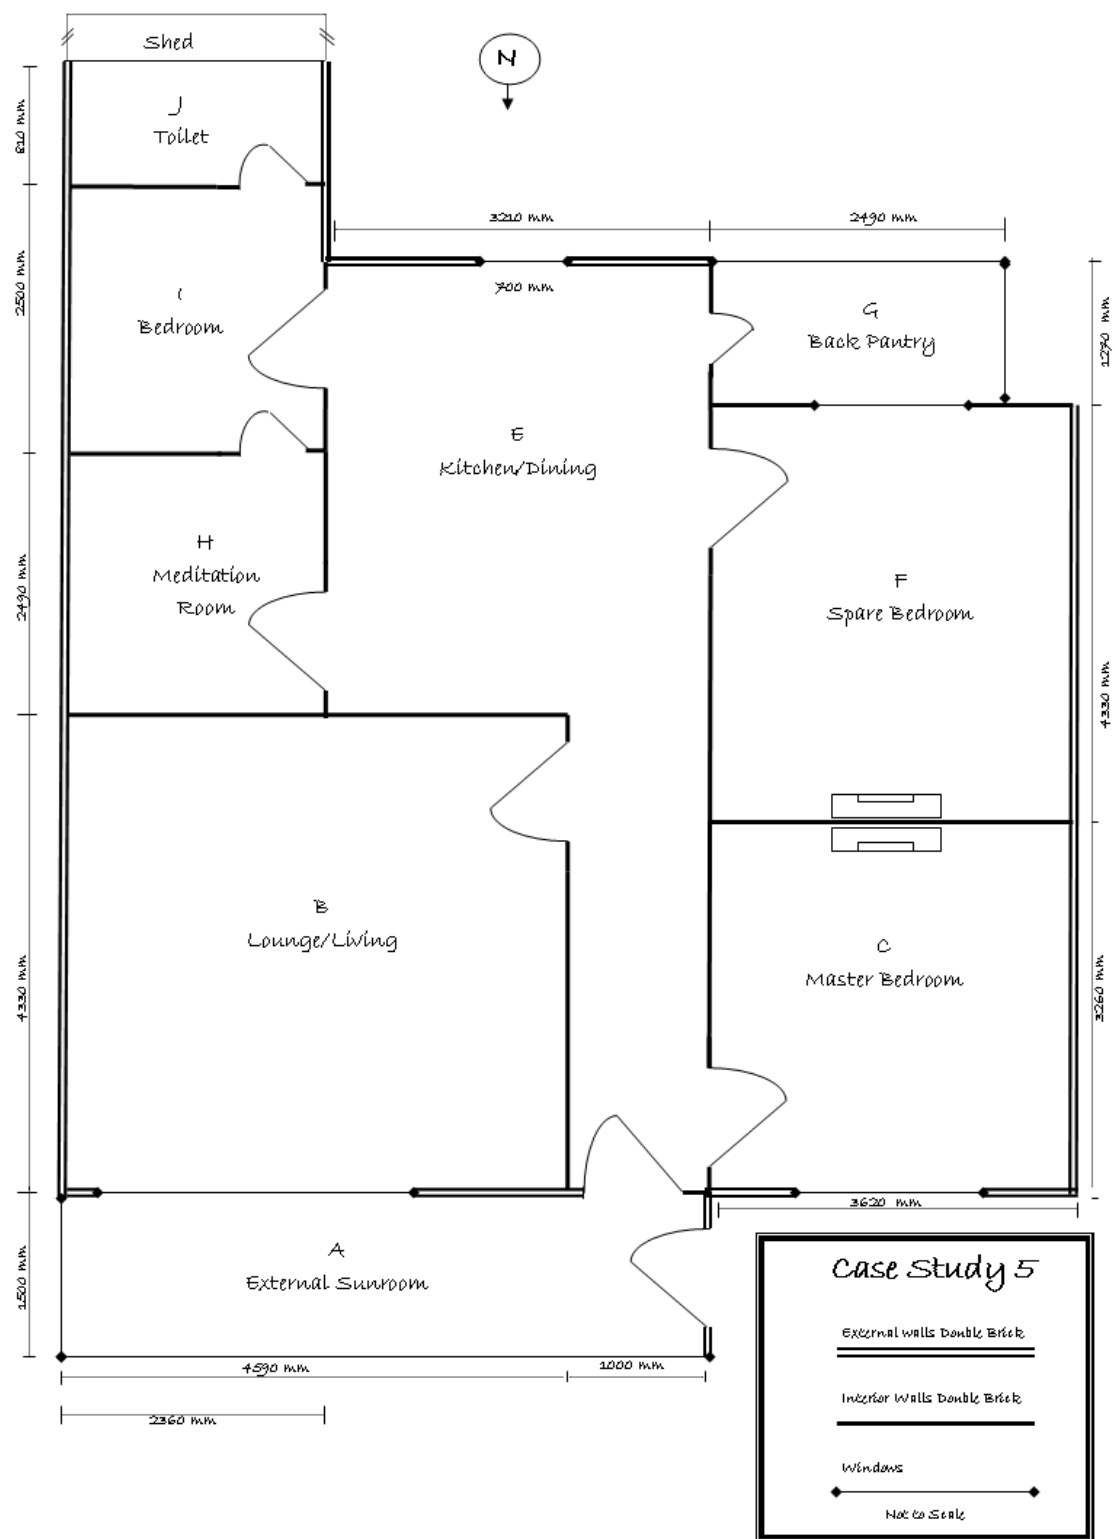 Shed
N
J
Toilet
810 mm
3210 mm
2490 mm
700 mm
2500 mm
I
Bedroom
G
Back Pantry
1270 mm
E
Kitchen/Dining
H
Meditation
Room
2490 mm
F
Spare Bedroom
4330 mm
B
Lounge/Living
C
Master Bedroom
4330 mm
3260 mm
3620 mm
A
External Sunroom
1500 mm
4590 mm
1000 mm
2360 mm
Case Study 5
External Walls Double Brick
Interior Walls Double Brick
Windows
Not to Scale